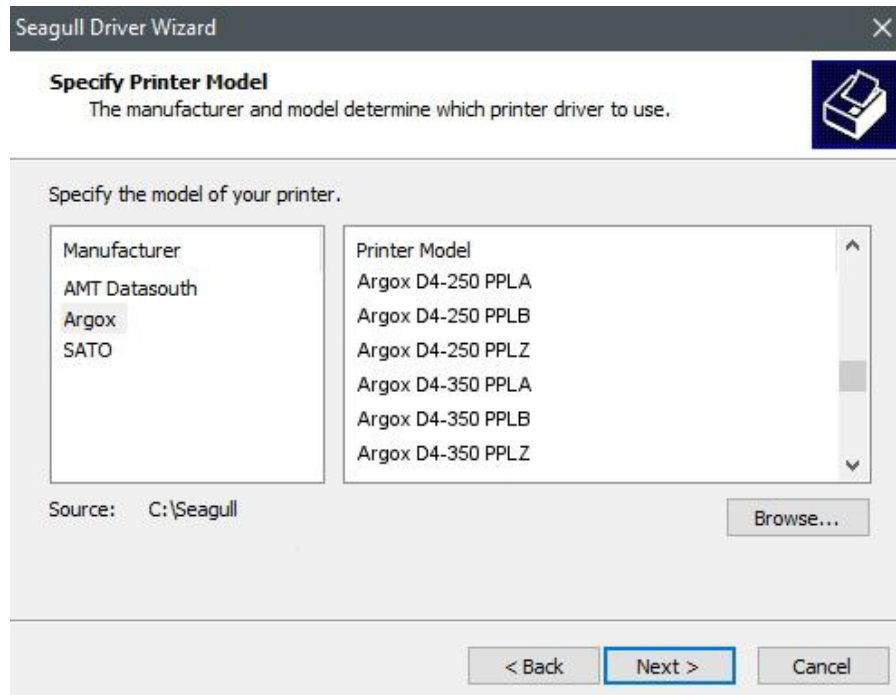 Seagull Driver Wizard
Specify Printer Model
The manufacturer and model determine which printer driver to use.
Specify the model of your printer.
Manufacturer
AMT Datasouth
Argox
SATO
Printer Model
Argox D4-250 PPLA
Argox D4-250 PPLB
Argox D4-250 PPLZ
Argox D4-350 PPLA
Argox D4-350 PPLB
Argox D4-350 PPLZ
Source: C:\Seagull
Browse...
< Back
Next >
Cancel